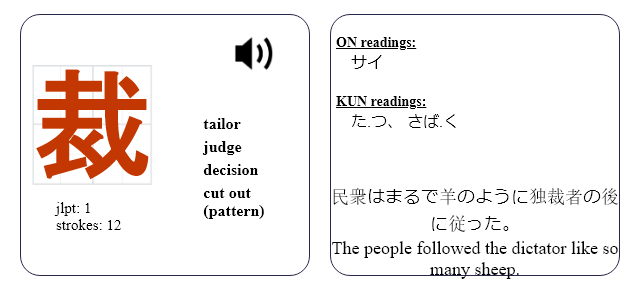 裁
tailor
judge
decision
cut out
(pattern)
jlpt: 1
strokes: 12
ON readings:
サイ
KUN readings:
た.つ、 さば.く
民衆はまるで羊のように独裁者の後
に従った。
The people followed the dictator like so
many sheep.